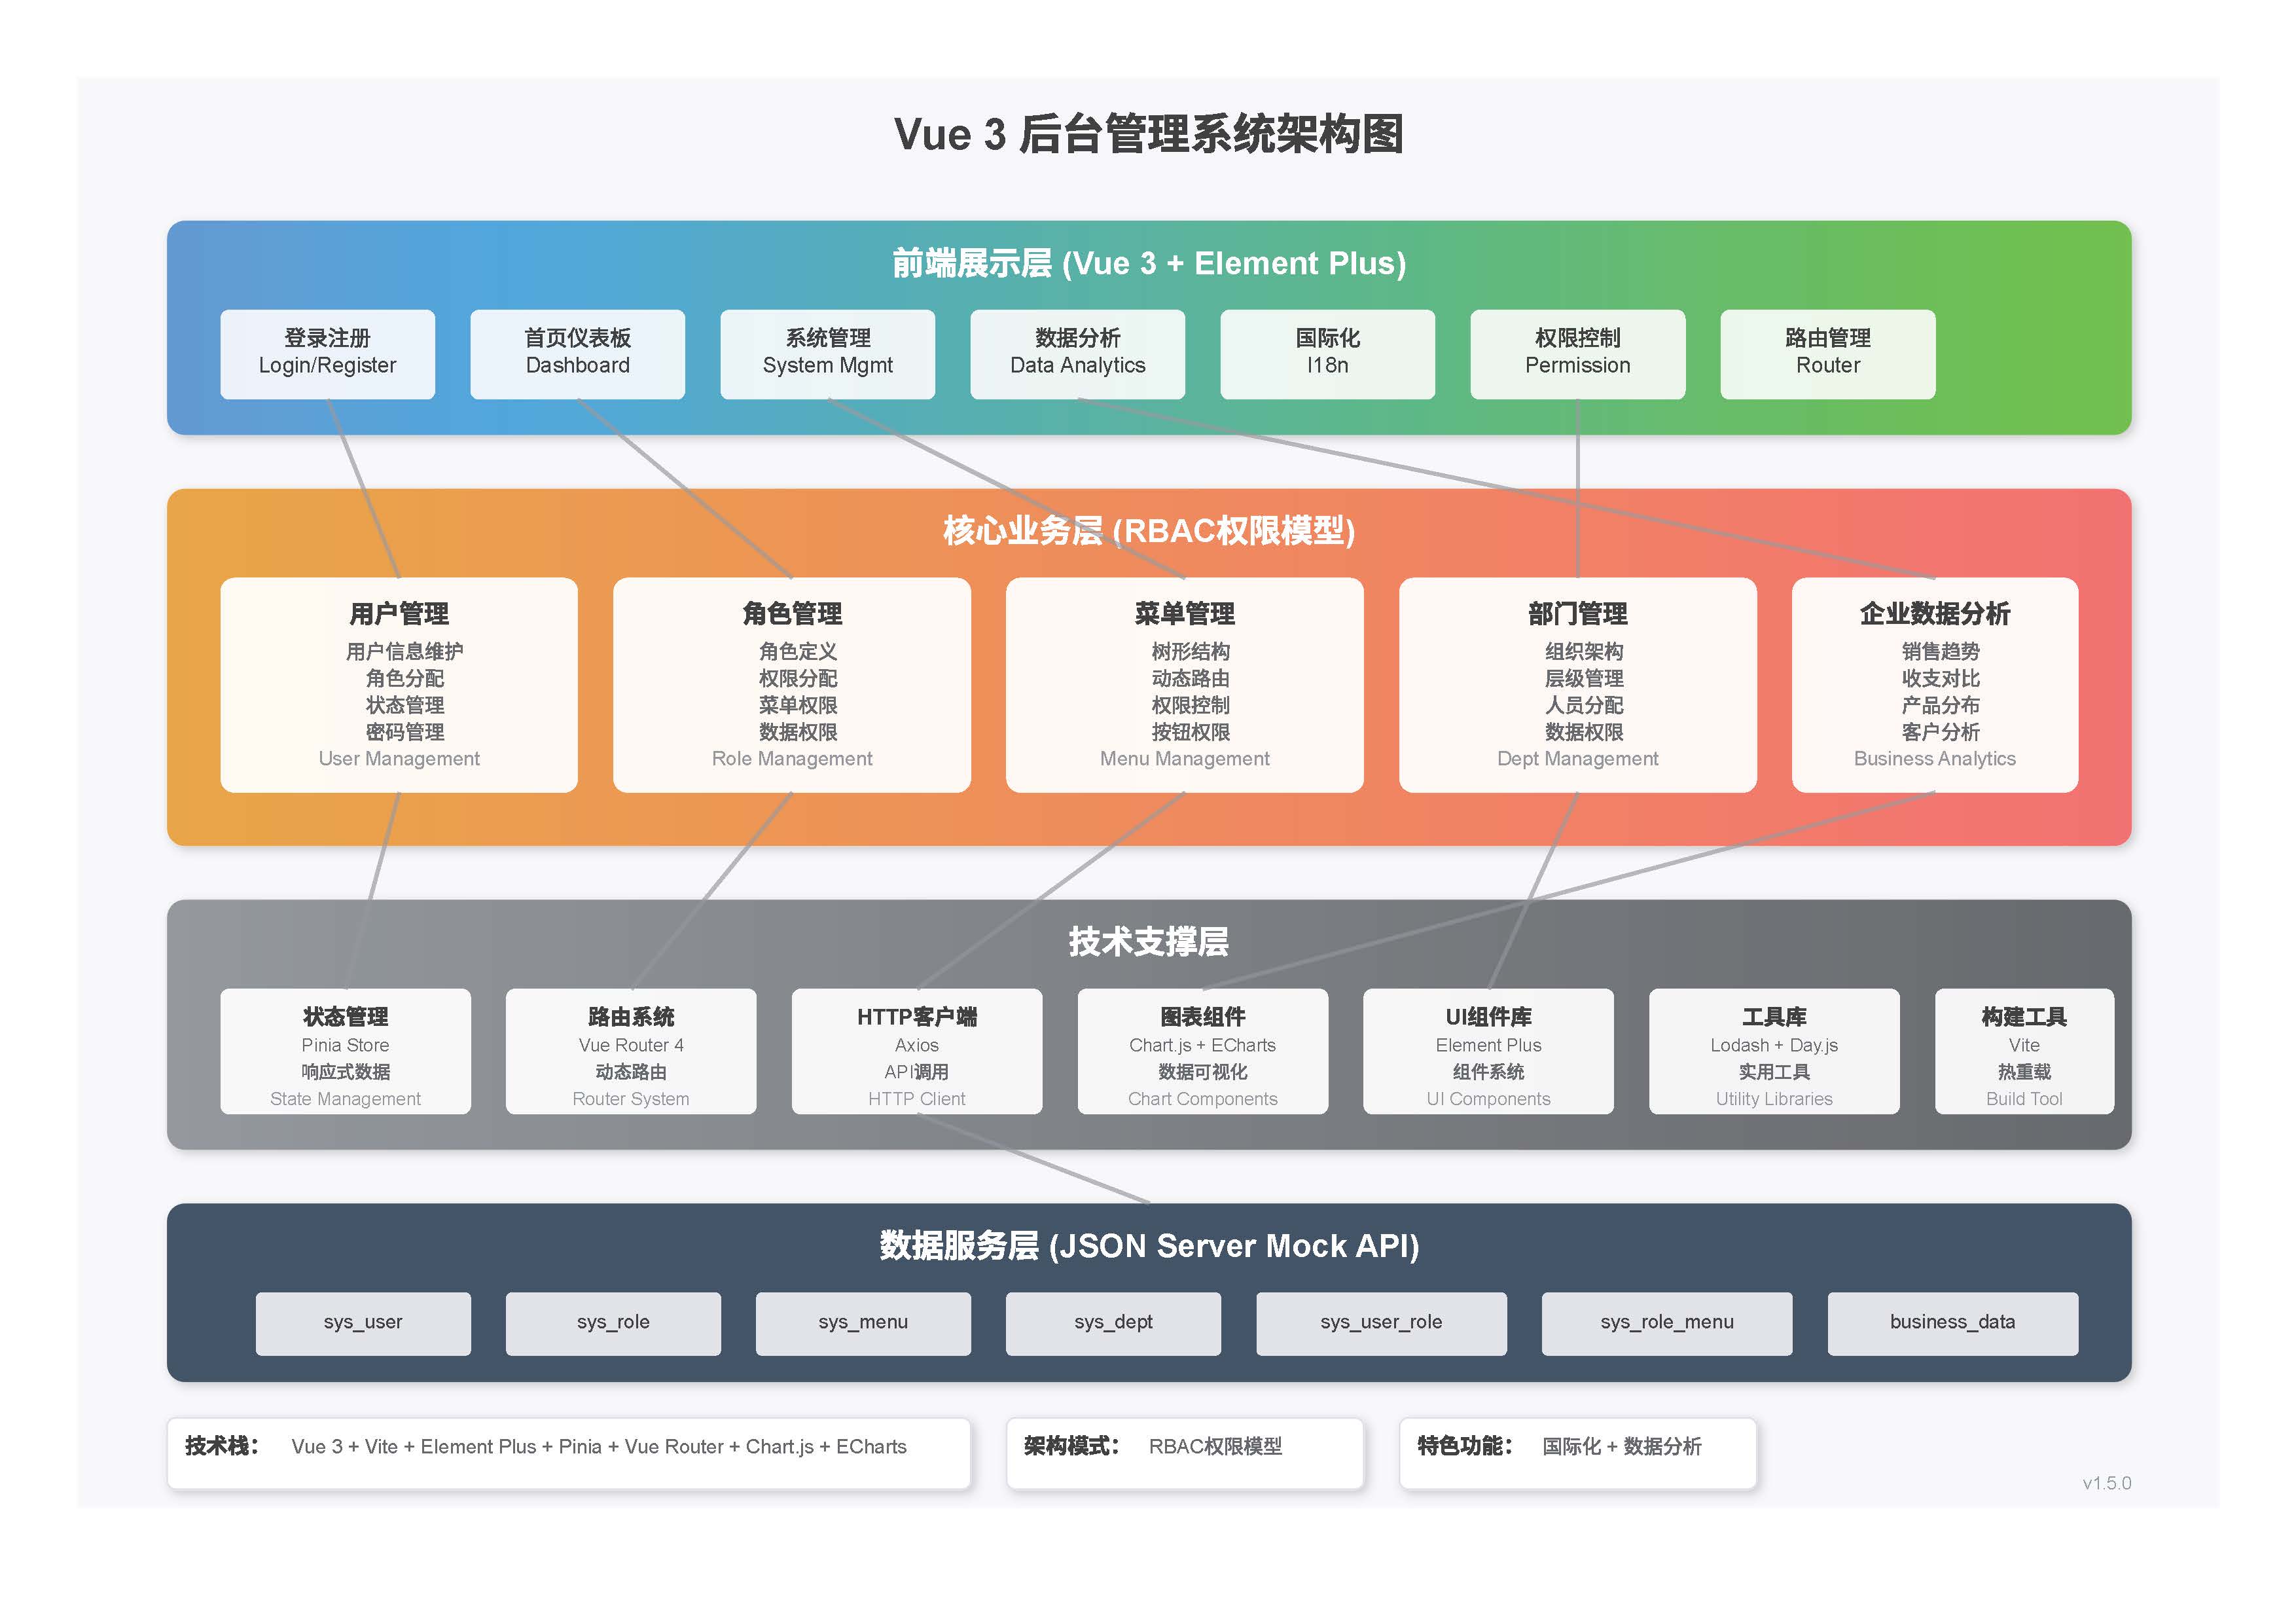 Vue 3 后台管理系统架构图
前端展示层 (Vue 3 + Element Plus)
登录注册
Login/Register
首页仪表板
Dashboard
系统管理
System Mgmt
数据分析
Data Analytics
国际化
I18n
权限控制
Permission
路由管理
Router
核心业务层 (RBAC权限模型)
用户管理
用户信息维护
角色分配
状态管理
密码管理
User Management
角色管理
角色定义
权限分配
菜单权限
数据权限
Role Management
菜单管理
树形结构
动态路由
权限控制
按钮权限
Menu Management
部门管理
组织架构
层级管理
人员分配
数据权限
Dept Management
企业数据分析
销售趋势
收支对比
产品分布
客户分析
Business Analytics
技术支撑层
状态管理
Pinia Store
响应式数据
State Management
路由系统
Vue Router 4
动态路由
Router System
HTTP客户端
Axios
API调用
HTTP Client
图表组件
Chart.js + ECharts
数据可视化
Chart Components
UI组件库
Element Plus
组件系统
UI Components
工具库
Lodash + Day.js
实用工具
Utility Libraries
构建工具
Vite
热重载
Build Tool
数据服务层 (JSON Server Mock API)
sys_user
sys_role
sys_menu
sys_dept
sys_user_role
sys_role_menu
business_data
技术栈： Vue 3 + Vite + Element Plus + Pinia + Vue Router + Chart.js + ECharts
架构模式： RBAC权限模型
特色功能： 国际化 + 数据分析
v1.5.0